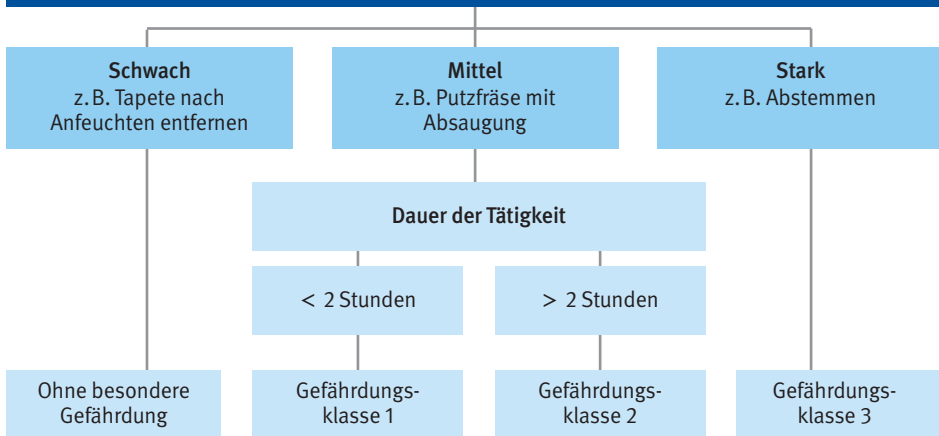 Schwach
z. B. Tapete nach
Anfeuchten entfernen
Mittel
z. B. Putzfräse mit
Absaugung
Stark
z. B. Abstemmen
Dauer der Tätigkeit
< 2 Stunden
> 2 Stunden
Ohne besondere
Gefährdung
Gefährdungs-
klasse 1
Gefährdungs-
klasse 2
Gefährdungs-
klasse 3